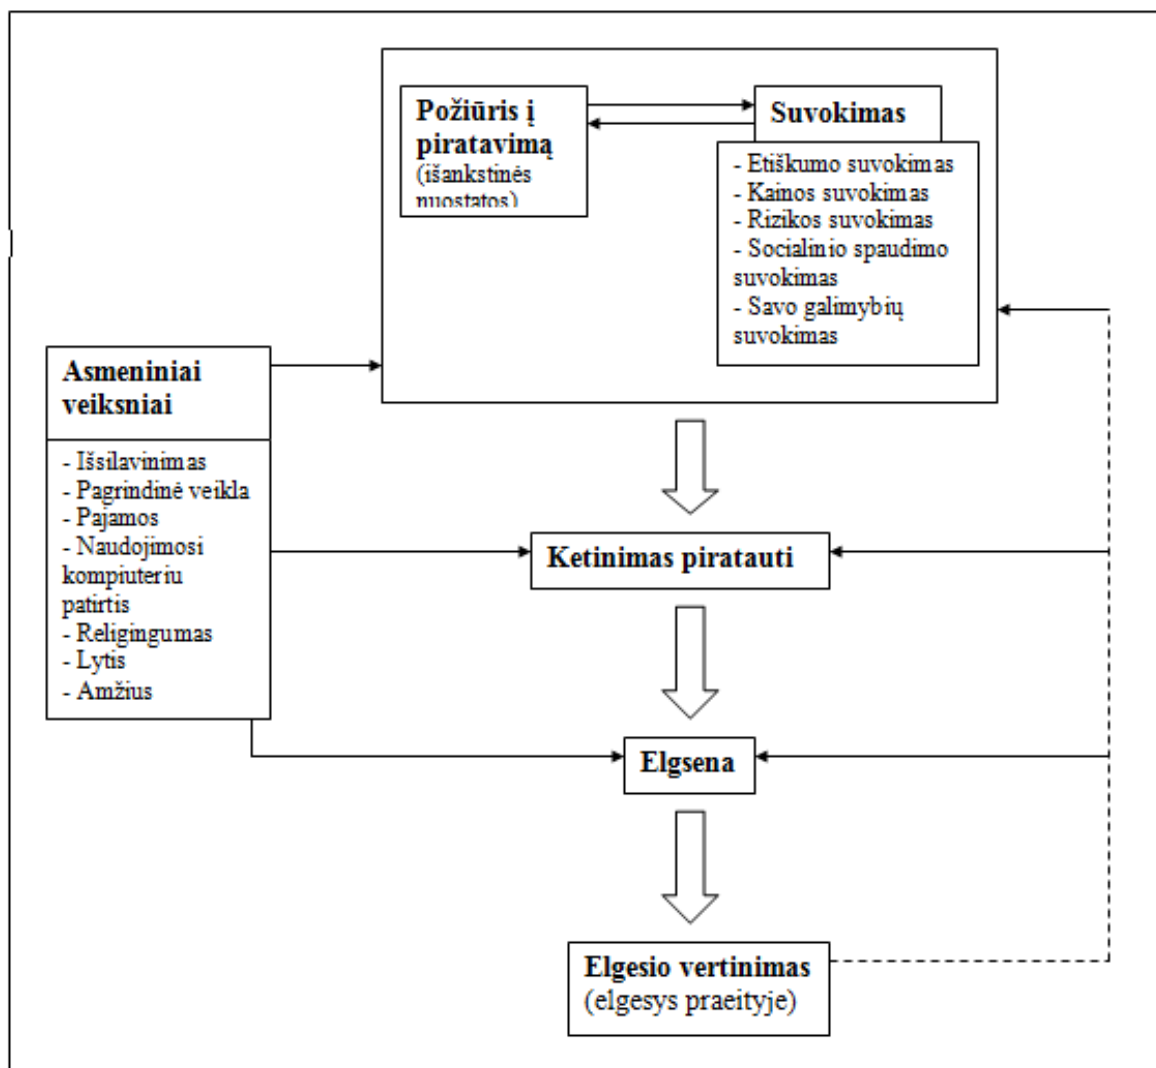 Požiūris į
piratavimą
(išankstinės
nuostatos)
Suvokimas
- Etiškumo suvokimas
- Kainos suvokimas
- Rizikos suvokimas
- Socialinio spaudimo
suvokimas
- Savo galimybių
suvokimas
Asmeniniai
veiksniai
- Išsilavinimas
- Pagrindinė veikla
- Pajamos
- Naudojimosi
kompiuteriu
patirtis
- Religingumas
- Lytis
- Amžius
Ketinimas piratauti
Elgsena
Elgesio vertinimas
(elgesys praeityje)